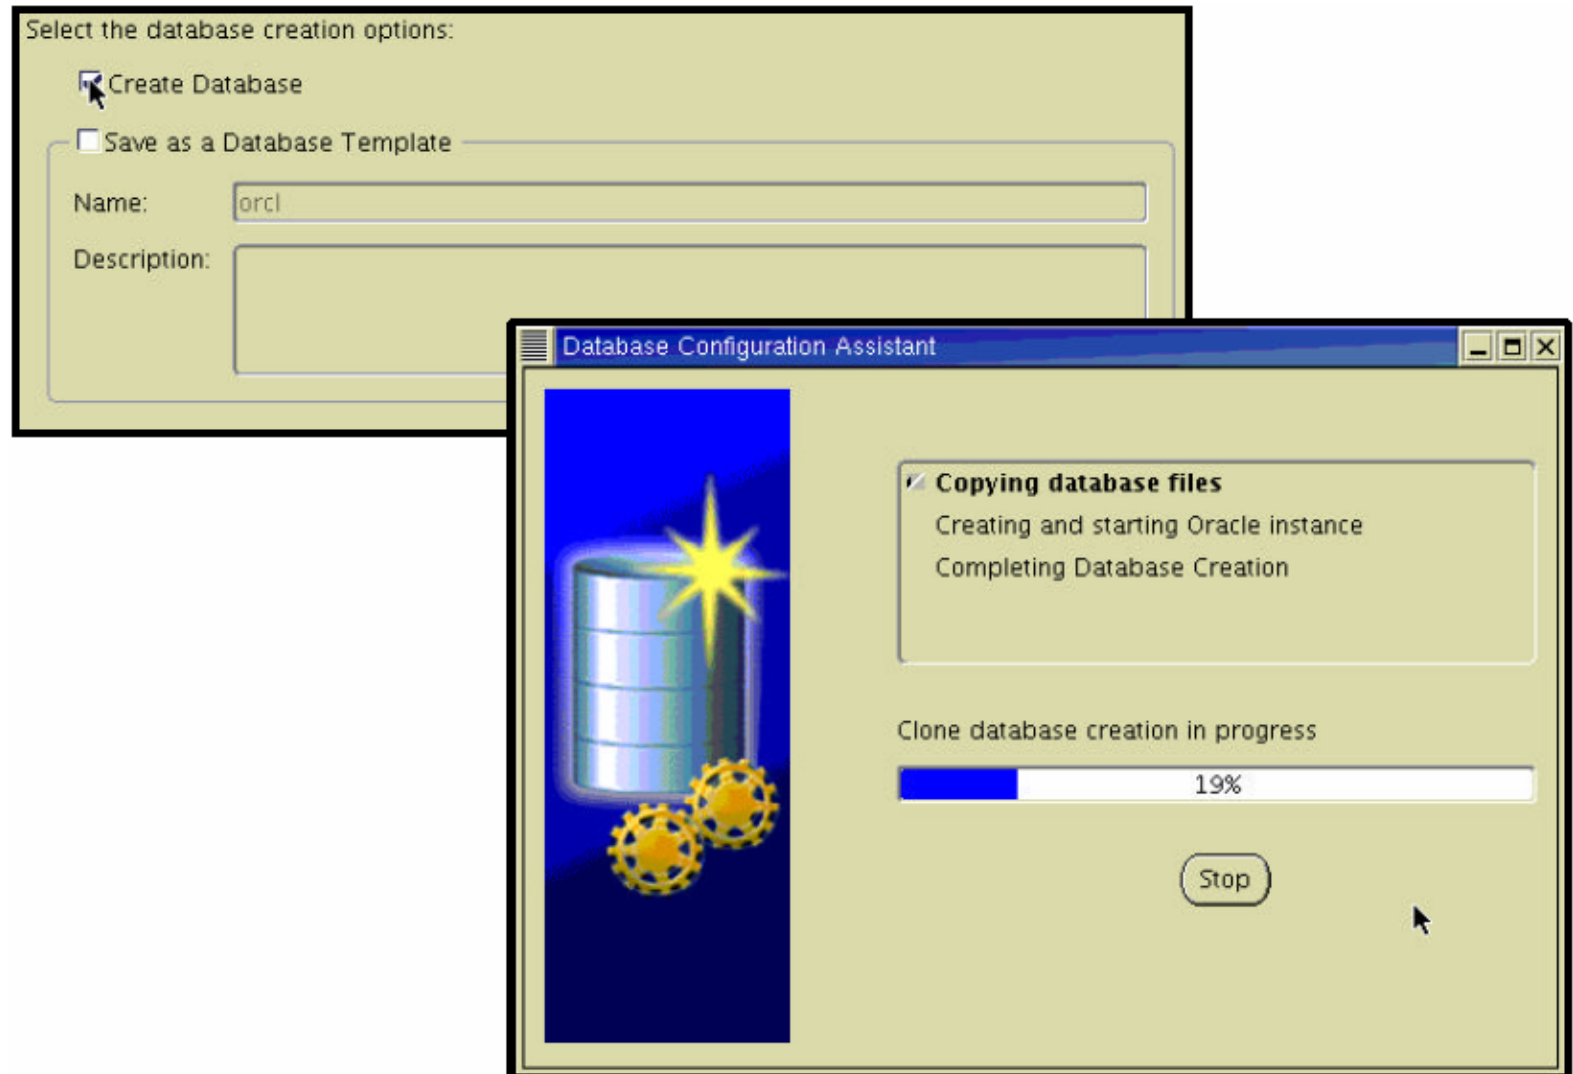 Select the database creation options:
Create Database
Save as a Database Template
Name:
orcl
Description:
Database Configuration Assistant
Copying database files
Creating and starting Oracle instance
Completing Database Creation
Clone database creation in progress
19%
Stop